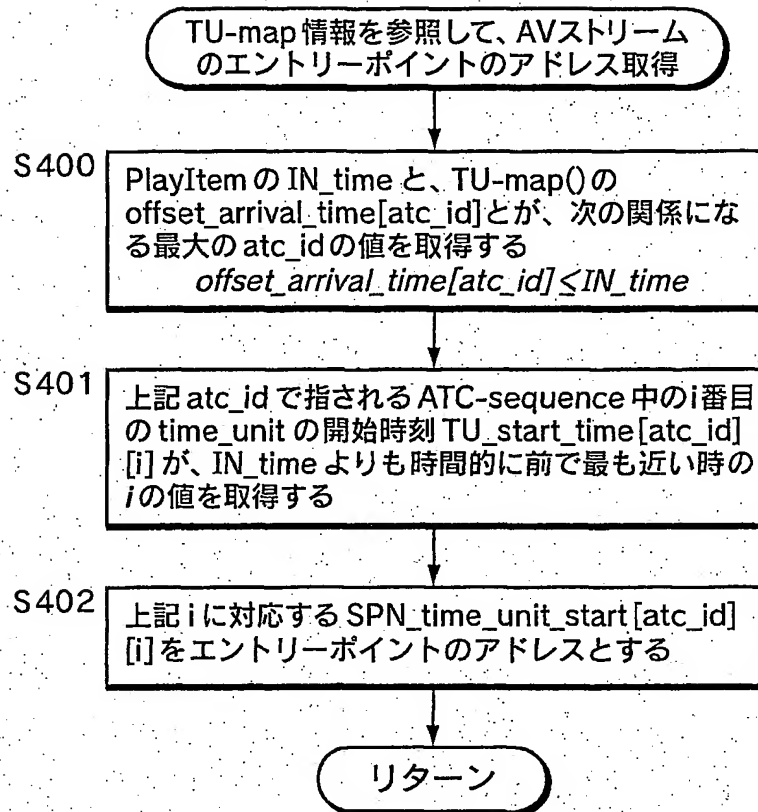 TU-map情報を参照して、AVストリーム
のエントリーポイントのアドレス取得
S400
PlayItemのIN_timeと、TU-map()の
offset_arrival_time[atc_id]とが、次の関係にな
る最大のatc_idの値を取得する
offset_arrival_time[atc_id]≤IN_time
S401
上記atc_idで指されるATC-sequence中のi番目
のtime_unitの開始時刻TU_start_time[atc_id]
[i]が、IN_timeよりも時間的に前で最も近い時の
iの値を取得する
S402
上記iに対応するSPN_time_unit_start[atc_id]
[i]をエントリーポイントのアドレスとする
リターン